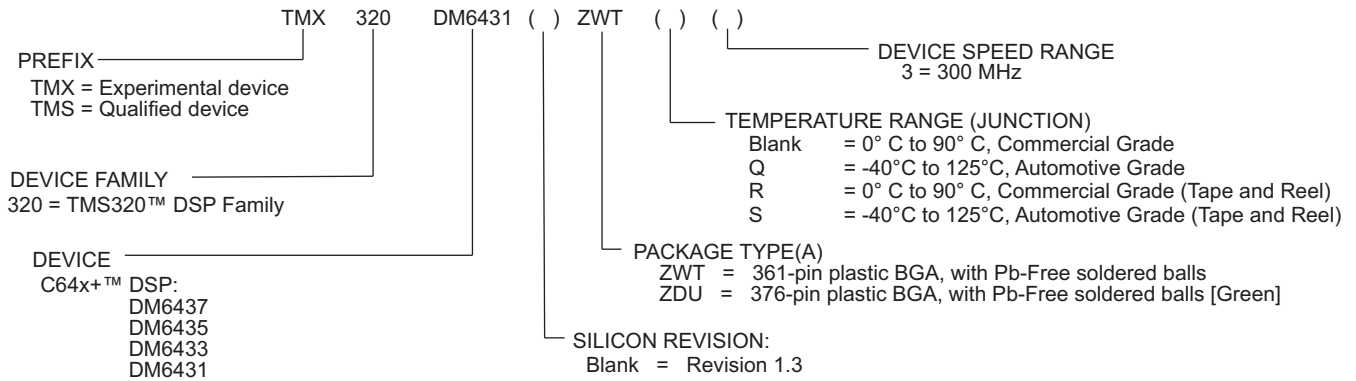 TMX 320 DM6431 ( ) ZWT ( ) ( )
PREFIX
TMX = Experimental device
TMS = Qualified device
DEVICE SPEED RANGE
3 = 300 MHz
TEMPERATURE RANGE (JUNCTION)
Blank = 0° C to 90° C, Commercial Grade
Q = -40°C to 125°C, Automotive Grade
R = 0° C to 90° C, Commercial Grade (Tape and Reel)
S = -40°C to 125°C, Automotive Grade (Tape and Reel)
DEVICE FAMILY
320 = TMS320™ DSP Family
PACKAGE TYPE(A)
ZWT = 361-pin plastic BGA, with Pb-Free soldered balls
ZDU = 376-pin plastic BGA, with Pb-Free soldered balls [Green]
DEVICE
C64x+™ DSP:
DM6437
DM6435
DM6433
DM6431
SILICON REVISION:
Blank = Revision 1.3